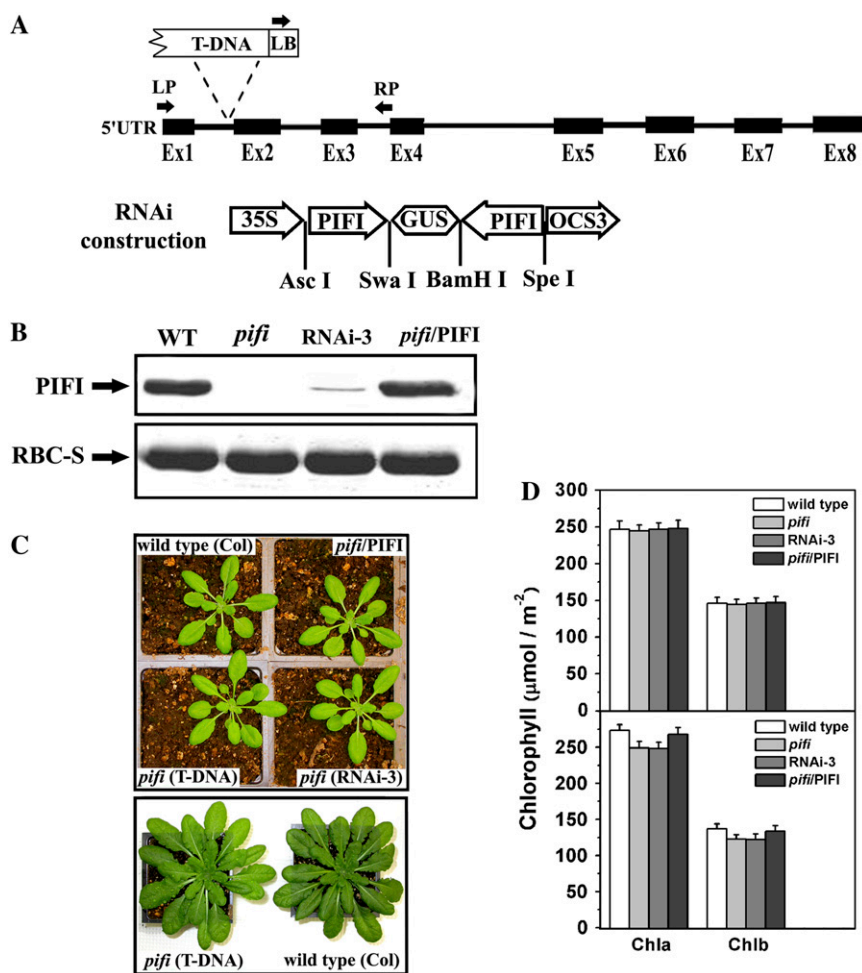 A
T-DNA LB
LP
RP
5'UTR
Ex1 Ex2 Ex3 Ex4 Ex5 Ex6 Ex7 Ex8
RNAi
construction
35S PIFI GUS PIFI OCS3
Asc I Swa I BamH I Spe I
B
WT pifi RNAi-3 pifi/PIFI
PIFI
RBC-S
C
wild type (Col) pifi/PIFI
pifi (T-DNA) pifi (RNAi-3)
pifi (T-DNA) wild type (Col)
D
Chlorophyll (μmol / m⁻²)
300
250
200
150
100
50
0
wild type
pifi
RNAi-3
pifi/PIFI
250
200
150
100
50
0
wild type
pifi
RNAi-3
pifi/PIFI
Chla Chlb